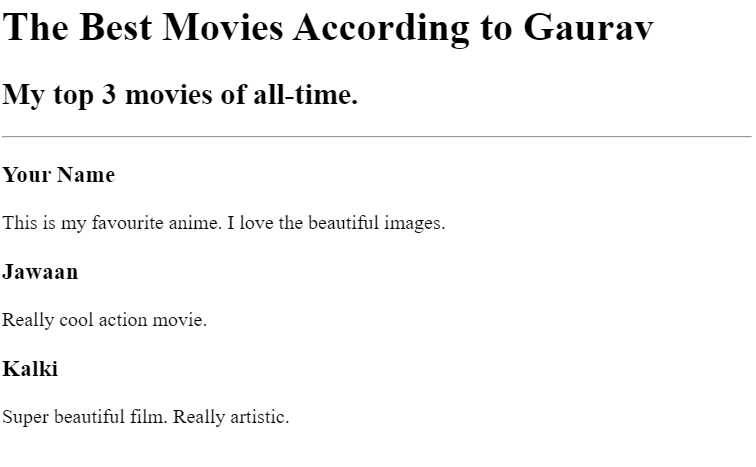 The Best Movies According to Gaurav
My top 3 movies of all-time.
Your Name
This is my favourite anime. I love the beautiful images.
Jawaan
Really cool action movie.
Kalki
Super beautiful film. Really artistic.